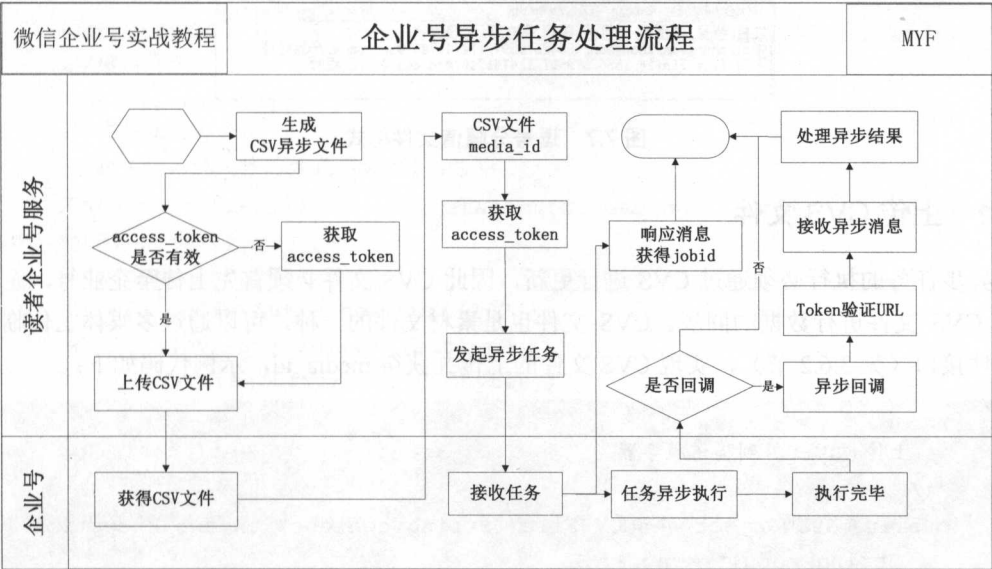 微信企业号实战教程
企业号异步任务处理流程
MYF
读者企业号服务
生成
CSV异步文件
CSV文件
media_id
处理异步结果
access_token
是否有效
否
获取
access_token
获取
access_token
响应消息
获得jobid
否
接收异步消息
是
上传CSV文件
发起异步任务
Token验证URL
是否回调
是
异步回调
企业号
获得CSV文件
接收任务
任务异步执行
执行完毕